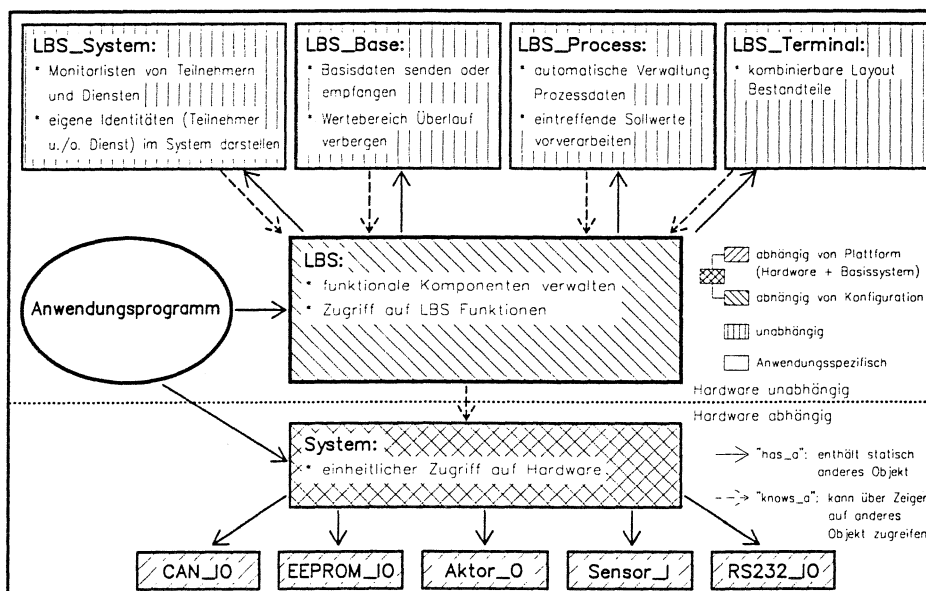 LBS_System:
* Monitorlisten von Teilnehmern
und Diensten
* eigene Identitäten (Teilnehmer
u./o. Dienst) im System darstellen
LBS_Base:
* Basisdaten senden oder
empfangen
* Wertebereich Überlauf
verbergen
LBS_Process:
* automatische Verwaltung
Prozessdaten
* eintreffende Sollwerte
vorverarbeiten
LBS_Terminal:
* kombinierbare Layout
Bestandteile
Anwendungsprogramm
LBS:
* funktionale Komponenten verwalten
* Zugriff auf LBS Funktionen
abhängig von Plattform
(Hardware + Basissystem)
abhängig von Konfiguration
unabhängig
Anwendungsspezifisch
Hardware unabhängig
Hardware abhängig
System:
* einheitlicher Zugriff auf Hardware
"has_a": enthält statisch
anderes Objekt
"knows_a": kann über Zeiger
auf anderes
Objekt zugreifen
CAN_IO
EEPROM_IO
Aktor_O
Sensor_I
RS232_IO